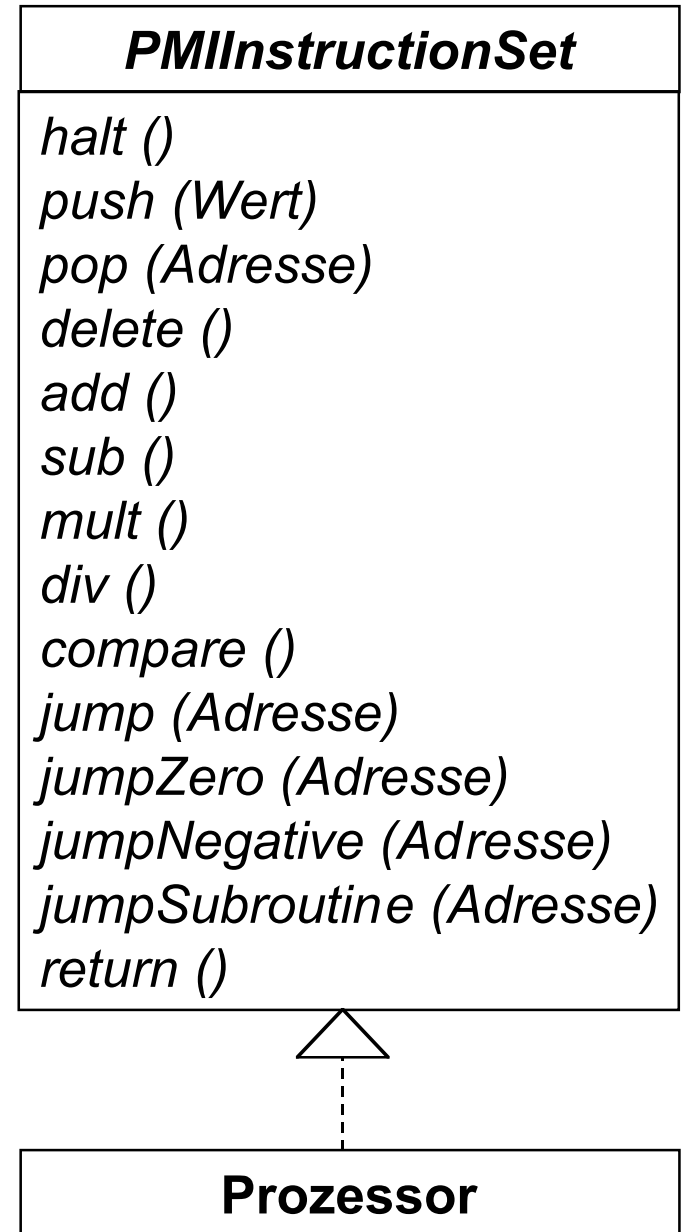 PMIInstructionSet
halt ()
push (Wert)
pop (Adresse)
delete ()
add ()
sub ()
mult ()
div ()
compare ()
jump (Adresse)
jumpZero (Adresse)
jumpNegative (Adresse)
jumpSubroutine (Adresse)
return ()
Prozessor